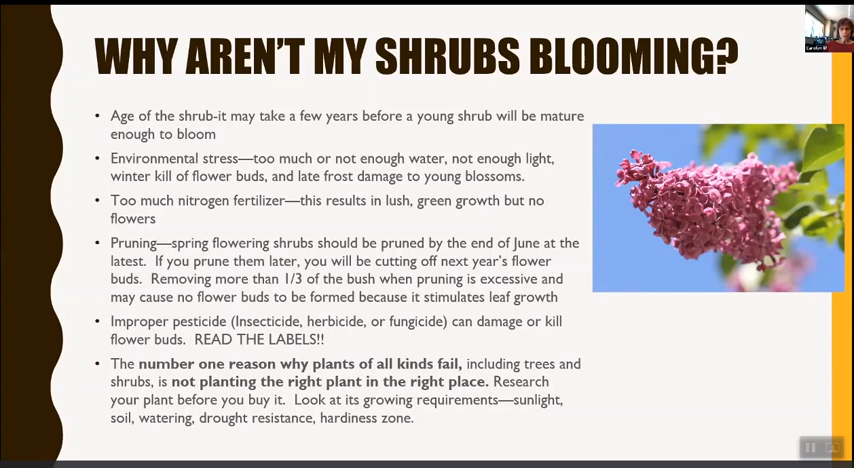 WHY AREN'T MY SHRUBS BLOOMING?
• Age of the shrub-it may take a few years before a young shrub will be mature
enough to bloom
• Environmental stress—too much or not enough water, not enough light,
winter kill of flower buds, and late frost damage to young blossoms.
• Too much nitrogen fertilizer—this results in lush, green growth but no
flowers
• Pruning—spring flowering shrubs should be pruned by the end of June at the
latest. If you prune them later, you will be cutting off next year's flower
buds. Removing more than 1/3 of the bush when pruning is excessive and
may cause no flower buds to be formed because it stimulates leaf growth
• Improper pesticide (Insecticide, herbicide, or fungicide) can damage or kill
flower buds. READ THE LABELS!!
• The number one reason why plants of all kinds fail, including trees and
shrubs, is not planting the right plant in the right place. Research
your plant before you buy it. Look at its growing requirements—sunlight,
soil, watering, drought resistance, hardiness zone.